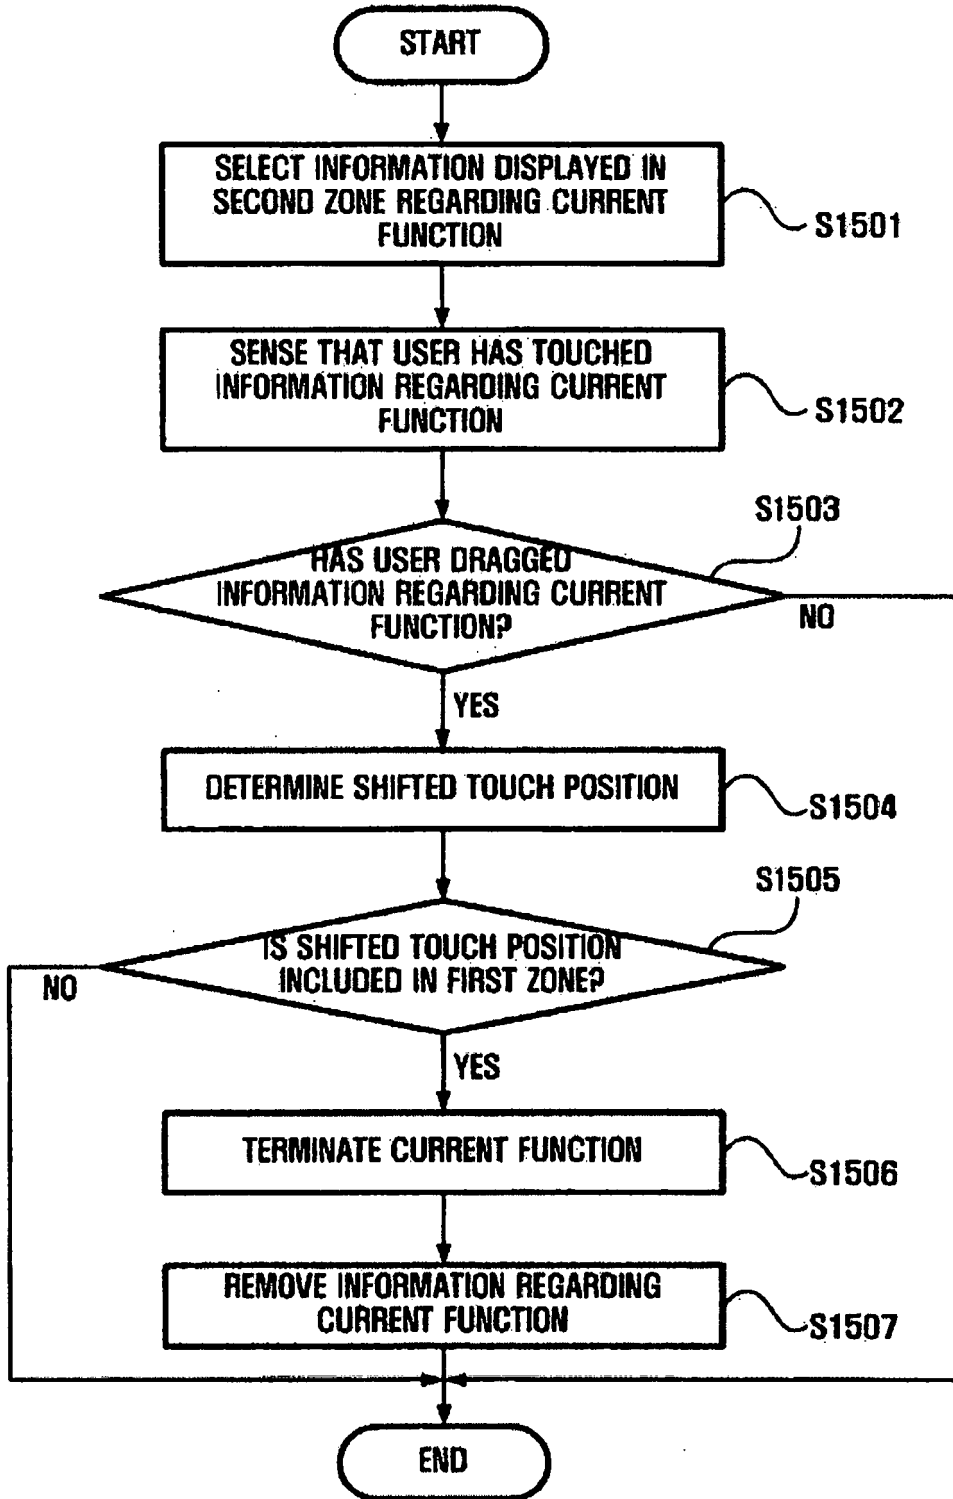 START
SELECT INFORMATION DISPLAYED IN
SECOND ZONE REGARDING CURRENT
FUNCTION
S1501
SENSE THAT USER HAS TOUCHED
INFORMATION REGARDING CURRENT
FUNCTION
S1502
S1503
HAS USER DRAGGED
INFORMATION REGARDING CURRENT
FUNCTION?
NO
YES
DETERMINE SHIFTED TOUCH POSITION
S1504
S1505
IS SHIFTED TOUCH POSITION
INCLUDED IN FIRST ZONE?
NO
YES
TERMINATE CURRENT FUNCTION
S1506
REMOVE INFORMATION REGARDING
CURRENT FUNCTION
S1507
END